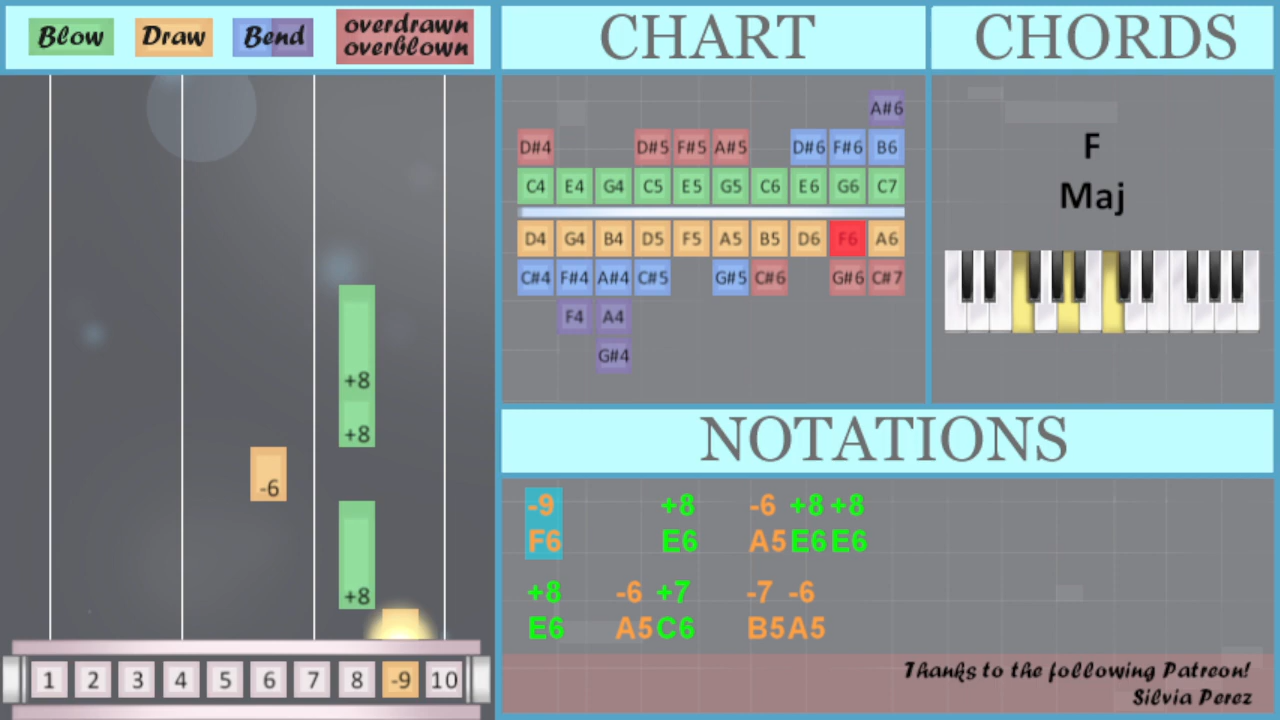 Blow Draw Bend overdrawn
overblown
CHART
CHORDS
A#6
D#4 D#5 F#5 A#5 D#6 F#6 B6
C4 E4 G4 C5 E5 G5 C6 E6 G6 C7
D4 G4 B4 D5 F5 A5 B5 D6 F6 A6
C#4 F#4 A#4 C#5 G#5 C#6 G#6 C#7
F4 A4
G#4
F
Maj
+8
+8
-6
+8
1 2 3 4 5 6 7 8 -9 10
NOTATIONS
-9 +8 -6 +8 +8
F6 E6 A5 E6 E6
+8 -6 +7 -7 -6
E6 A5 C6 B5 A5
Thanks to the following Patreon!
Silvia Perez